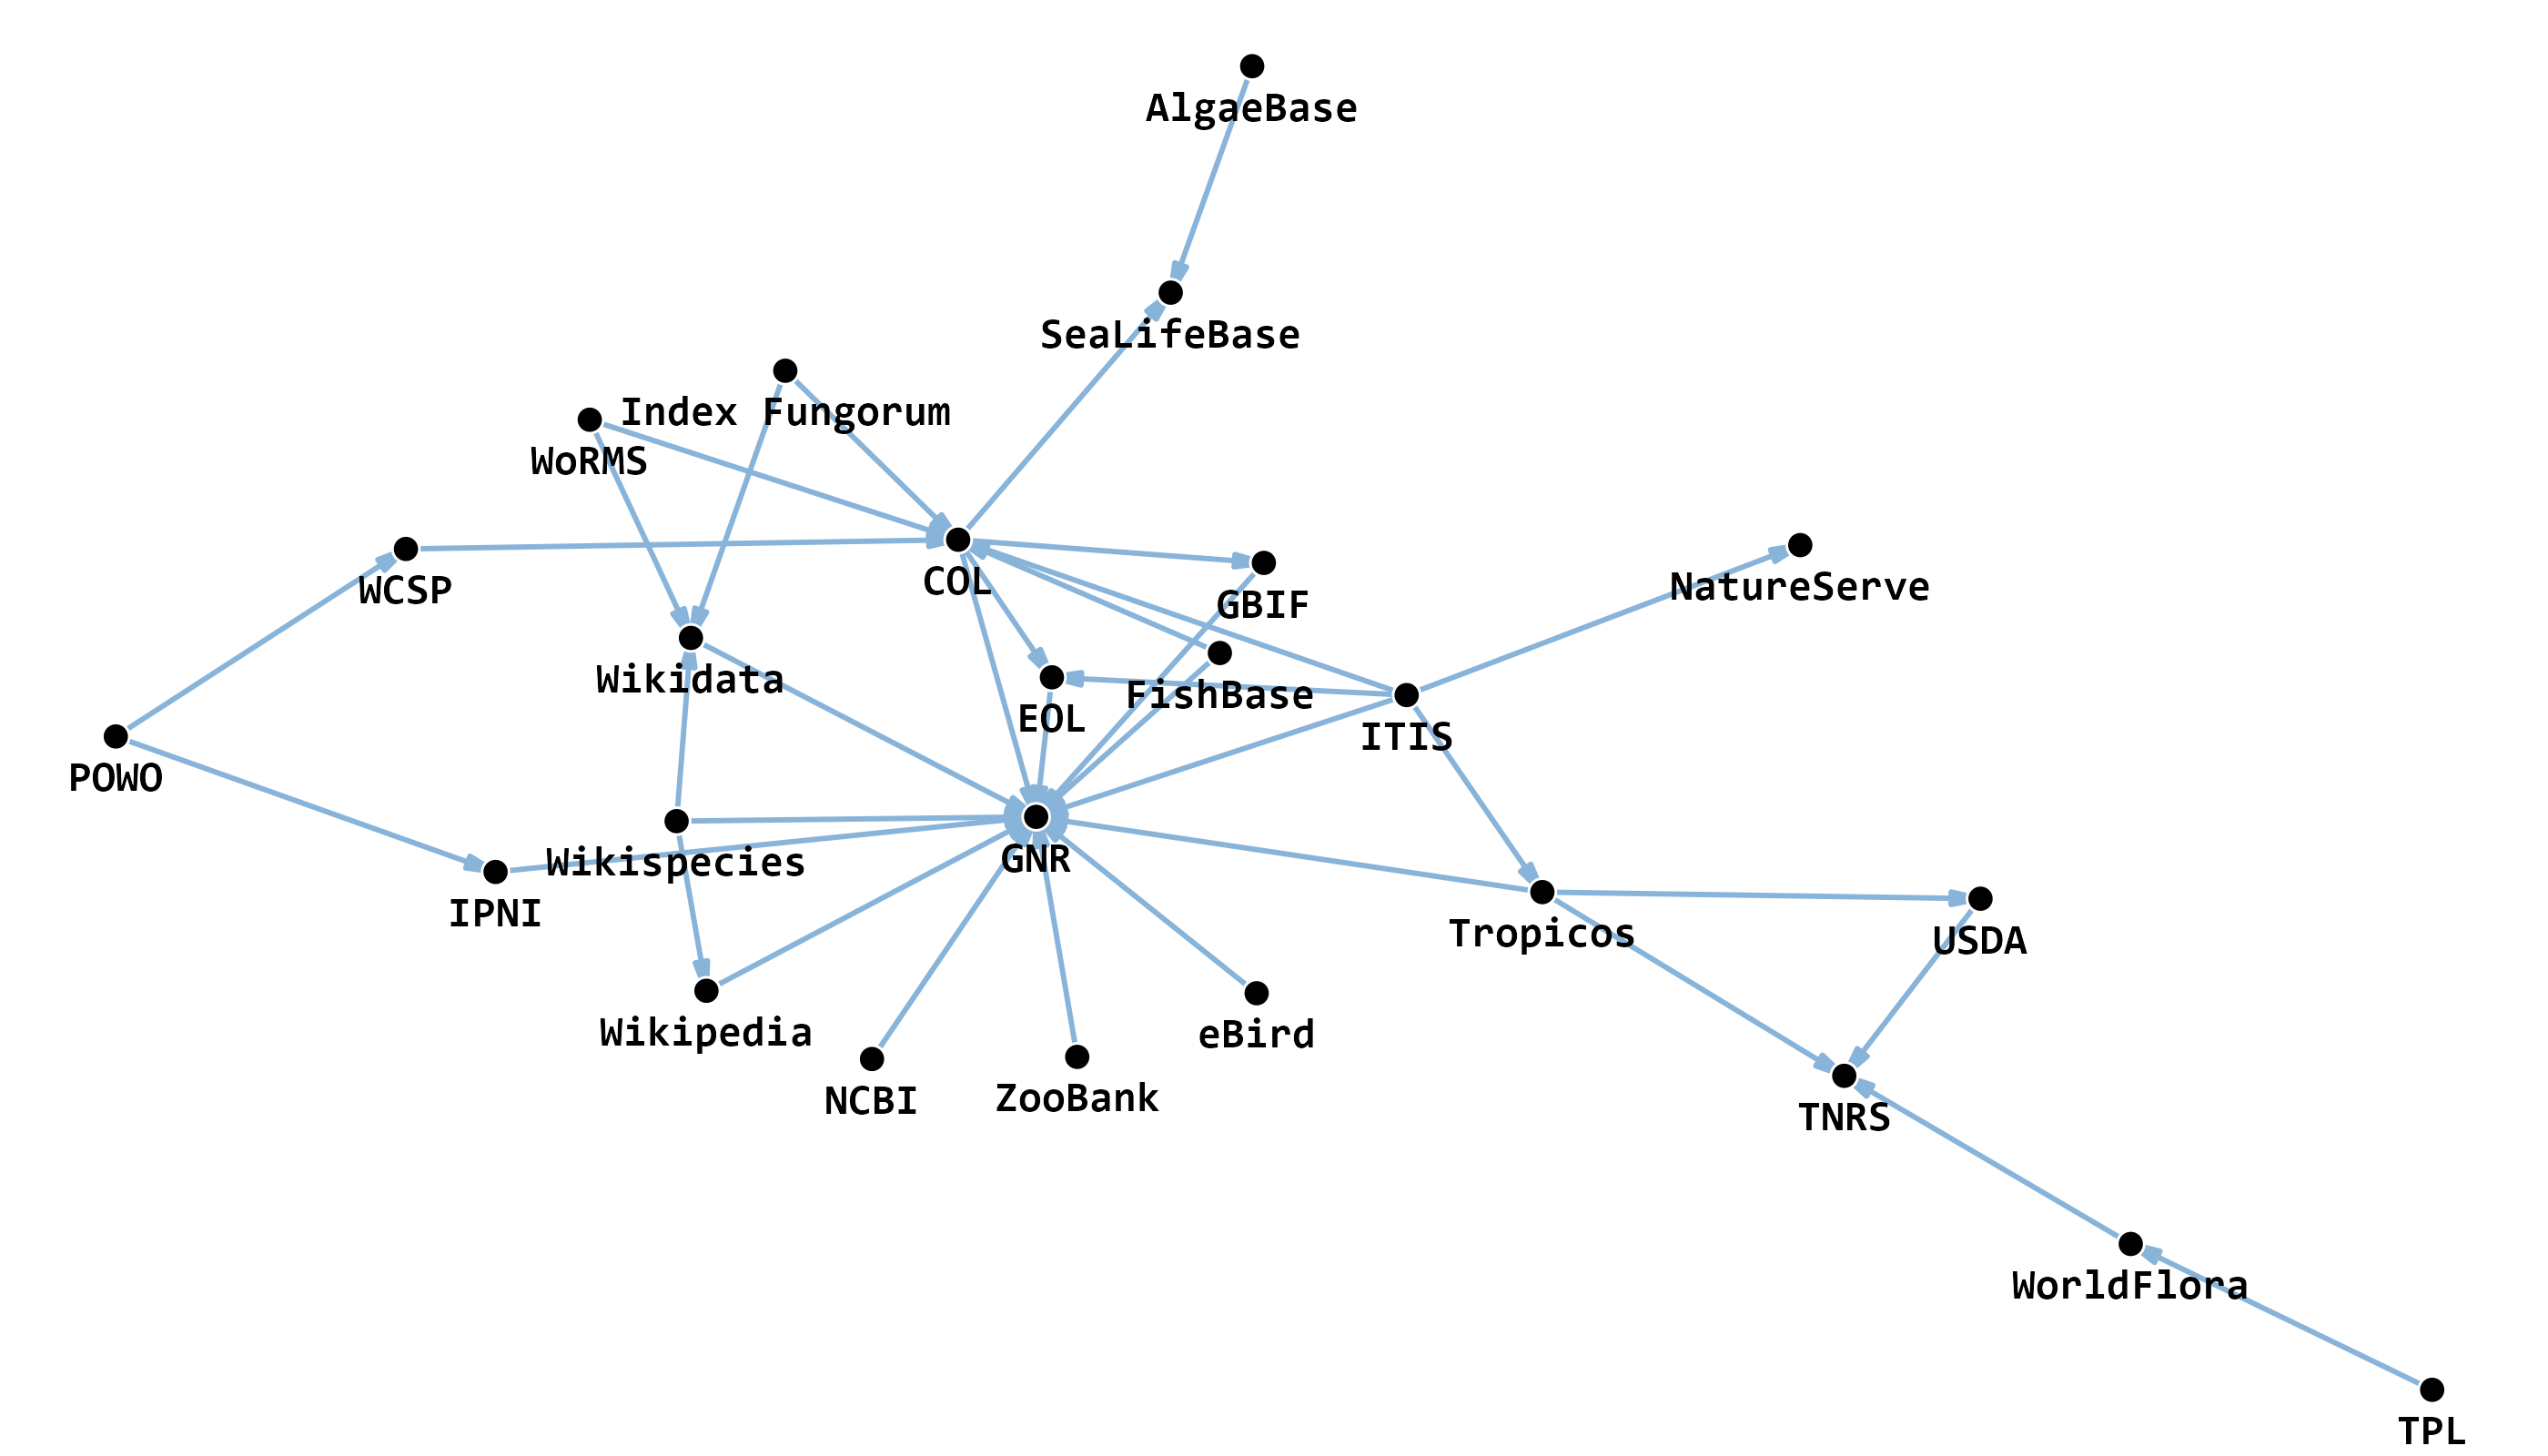 AlgaeBase
SeaLifeBase
Index Fungorum
WoRMS
COL
WCSP
GBIF
NatureServe
Wikidata
FishBase
EOL
ITIS
POWO
GNR
Wikispecies
IPNI
Tropicos
USDA
Wikipedia
eBird
NCBI
ZooBank
TNRS
WorldFlora
TPL